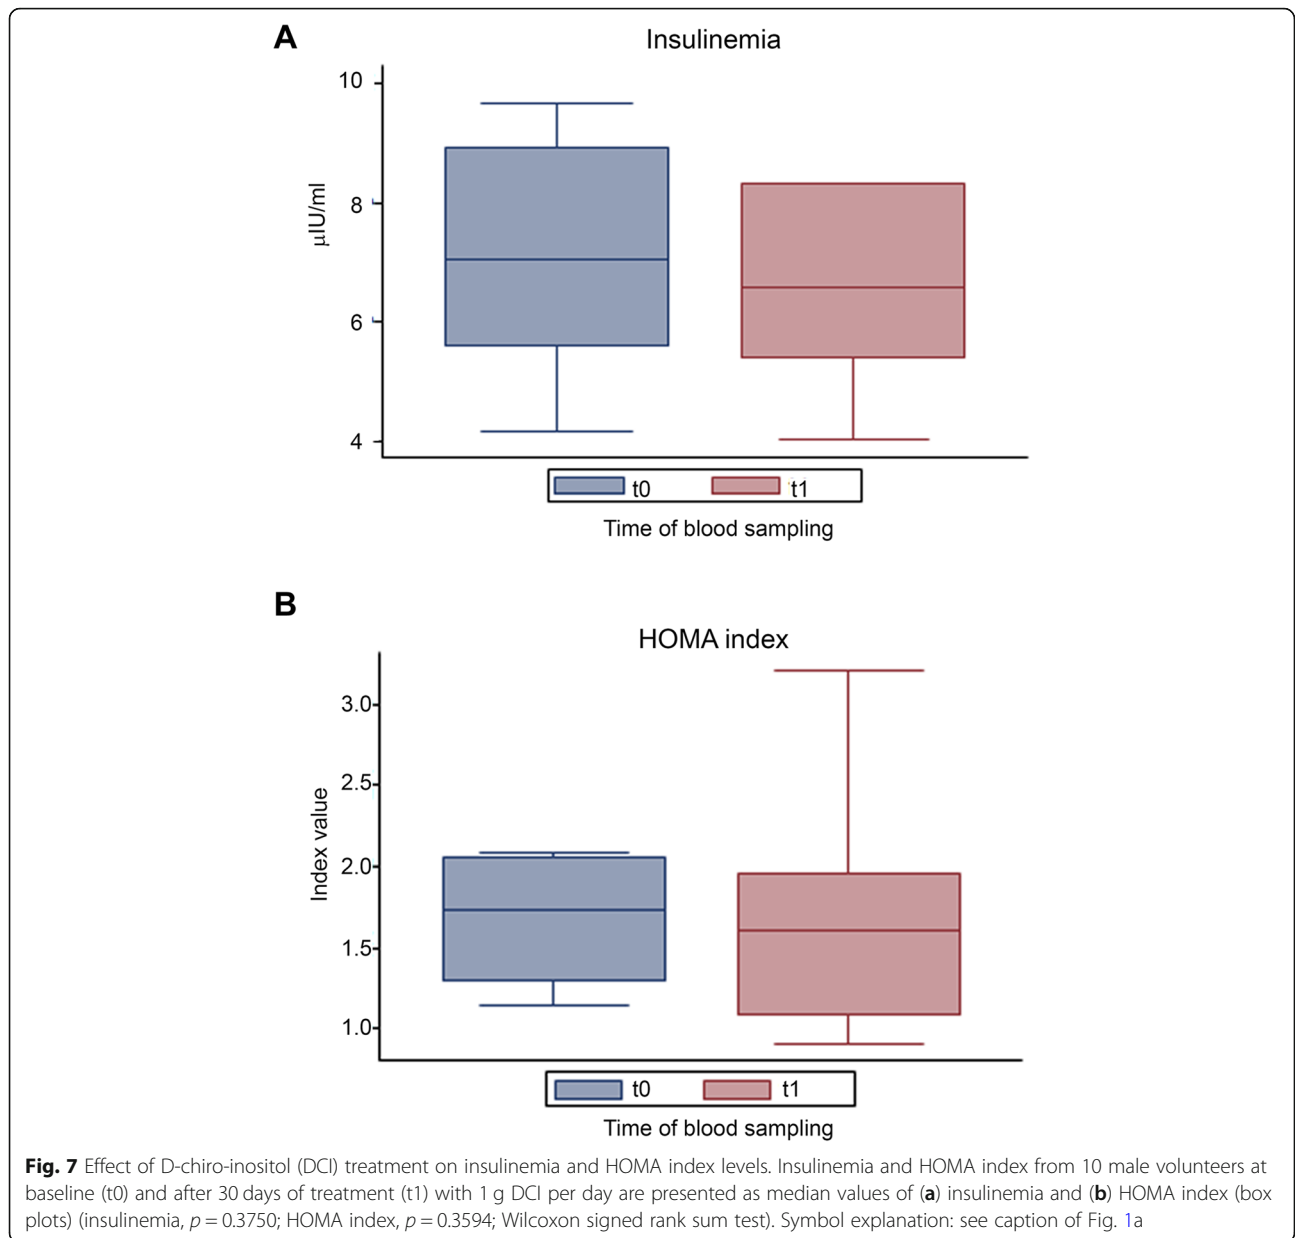 A
Insulinemia
10
8
6
4
μIU/ml
t0 t1
Time of blood sampling
B
HOMA index
3.0
2.5
2.0
1.5
1.0
Index value
t0 t1
Time of blood sampling
Fig. 7 Effect of D-chiro-inositol (DCI) treatment on insulinemia and HOMA index levels. Insulinemia and HOMA index from 10 male volunteers at
baseline (t0) and after 30 days of treatment (t1) with 1 g DCI per day are presented as median values of (a) insulinemia and (b) HOMA index (box
plots) (insulinemia, p = 0.3750; HOMA index, p = 0.3594; Wilcoxon signed rank sum test). Symbol explanation: see caption of Fig. 1a